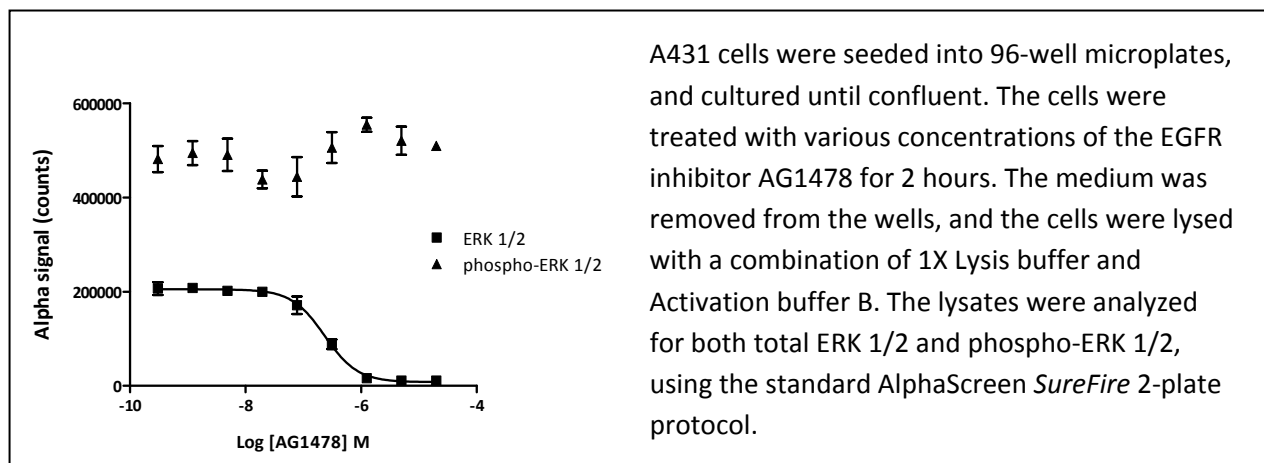 600000
400000
200000
0
-10
-8
-6
-4
Alpha signal (counts)
Log [AG1478] M
ERK 1/2
phospho-ERK 1/2
A431 cells were seeded into 96-well microplates,
and cultured until confluent. The cells were
treated with various concentrations of the EGFR
inhibitor AG1478 for 2 hours. The medium was
removed from the wells, and the cells were lysed
with a combination of 1X Lysis buffer and
Activation buffer B. The lysates were analyzed
for both total ERK 1/2 and phospho-ERK 1/2,
using the standard AlphaScreen SureFire 2-plate
protocol.